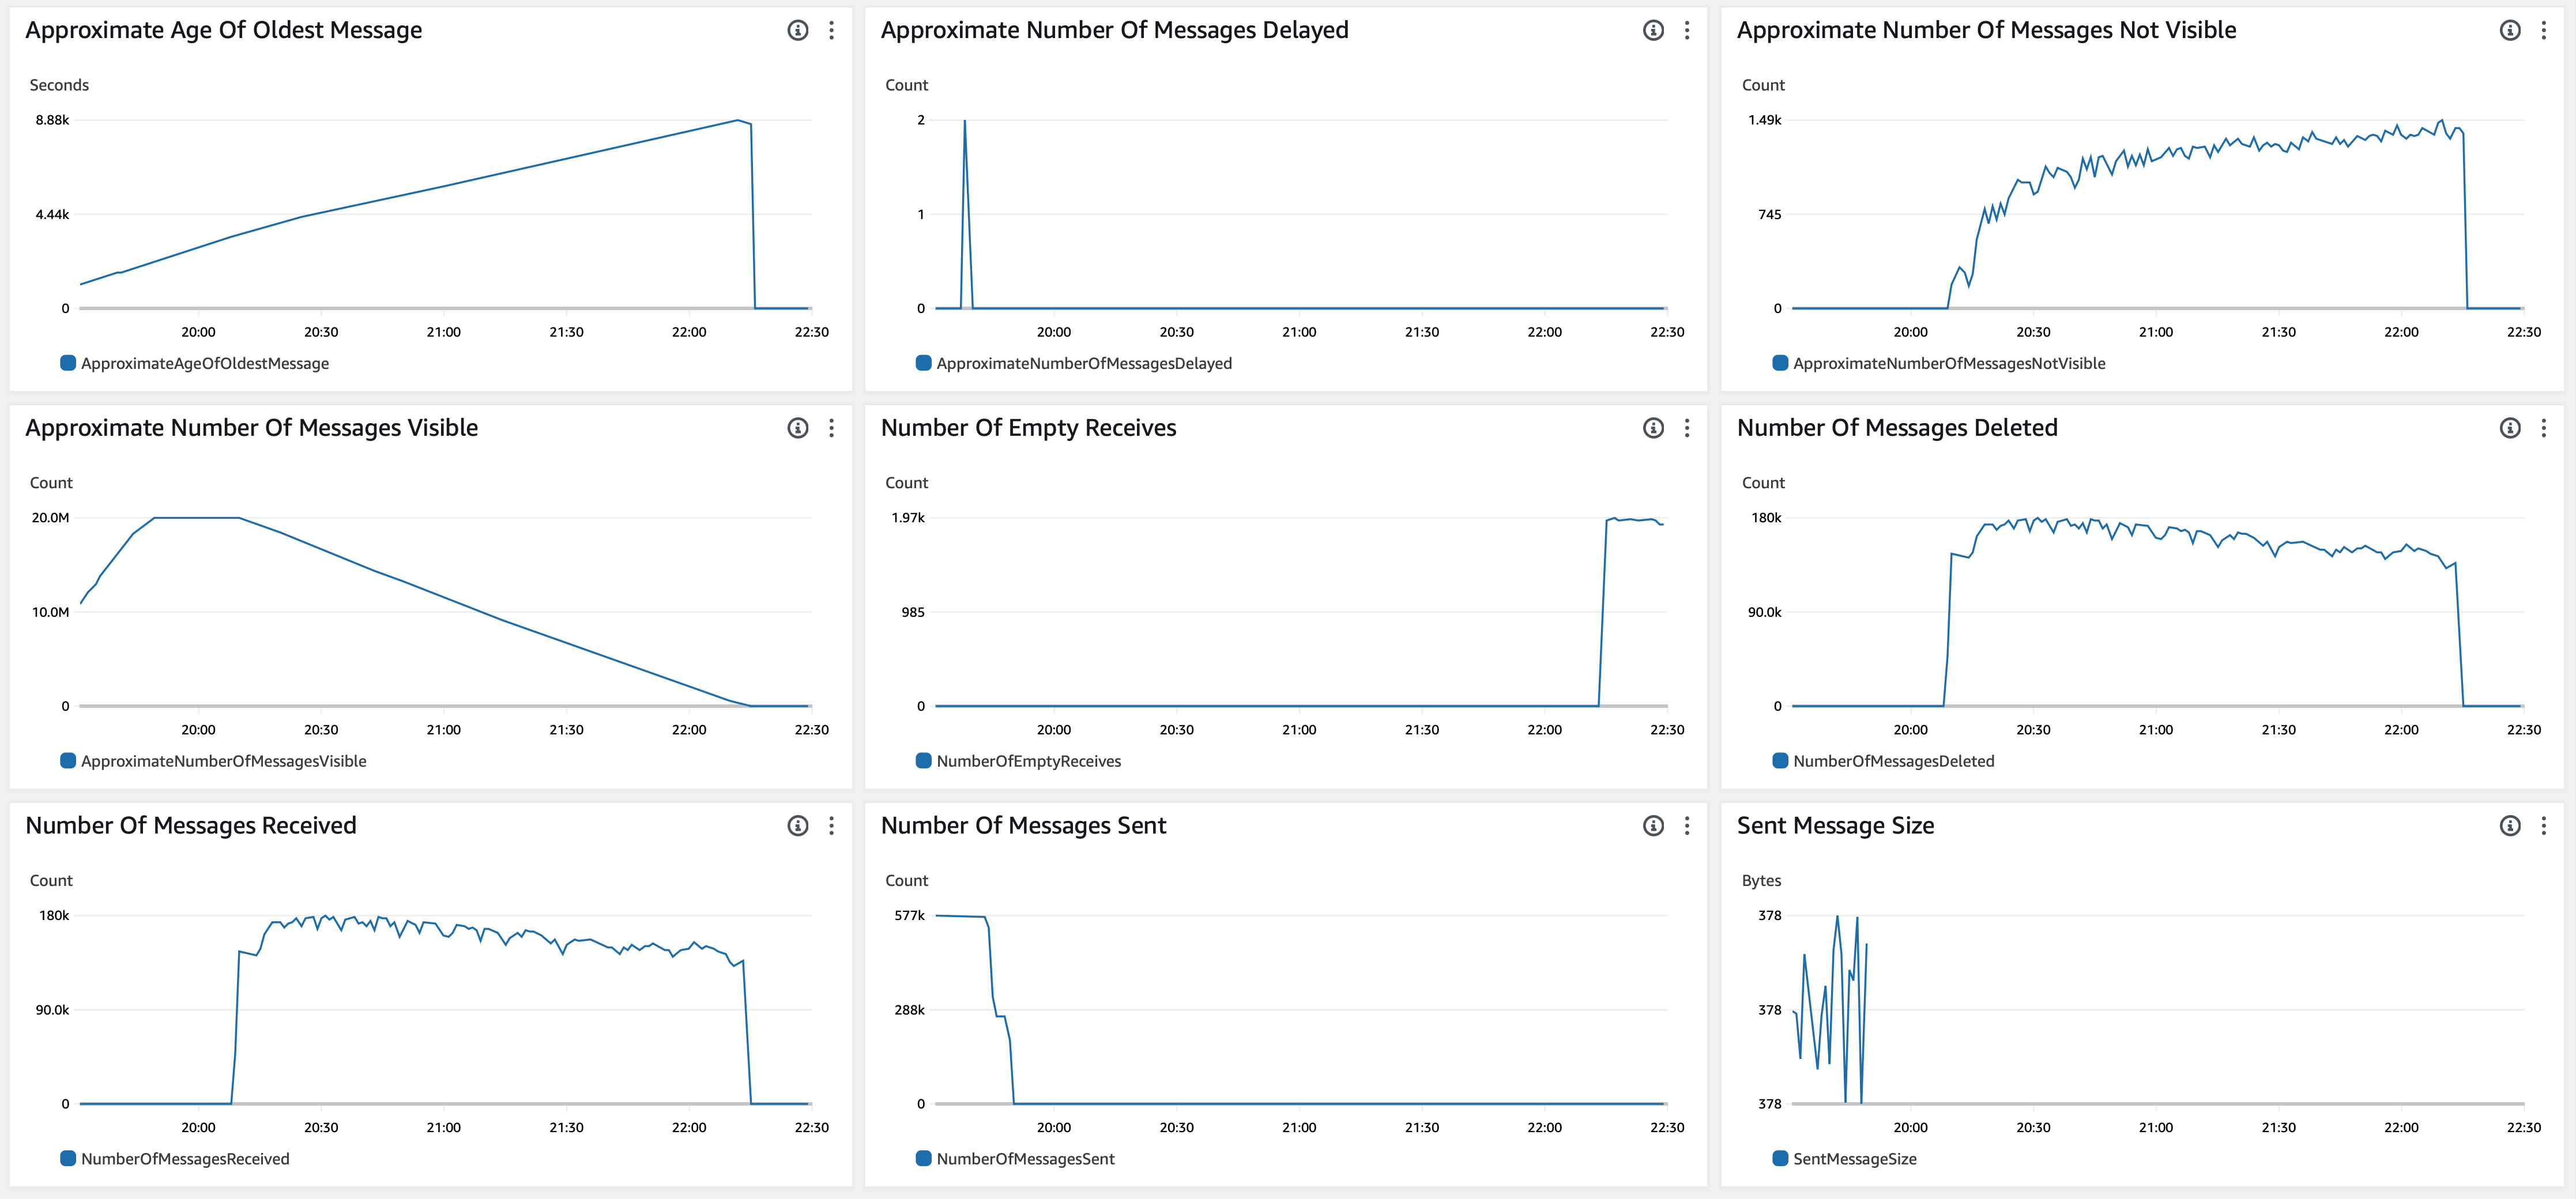 Approximate Age Of Oldest Message
Seconds
8.88k
4.44k
0
20:00 20:30 21:00 21:30 22:00 22:30
ApproximateAgeOfOldestMessage
Approximate Number Of Messages Delayed
Count
2
1
0
20:00 20:30 21:00 21:30 22:00 22:30
ApproximateNumberOfMessagesDelayed
Approximate Number Of Messages Not Visible
Count
1.49k
745
0
20:00 20:30 21:00 21:30 22:00 22:30
ApproximateNumberOfMessagesNotVisible
Approximate Number Of Messages Visible
Count
20.0M
10.0M
0
20:00 20:30 21:00 21:30 22:00 22:30
ApproximateNumberOfMessagesVisible
Number Of Empty Receives
Count
1.97k
985
0
20:00 20:30 21:00 21:30 22:00 22:30
NumberOfEmptyReceives
Number Of Messages Deleted
Count
180k
90.0k
0
20:00 20:30 21:00 21:30 22:00 22:30
NumberOfMessagesDeleted
Number Of Messages Received
Count
180k
90.0k
0
20:00 20:30 21:00 21:30 22:00 22:30
NumberOfMessagesReceived
Number Of Messages Sent
Count
577k
288k
0
20:00 20:30 21:00 21:30 22:00 22:30
NumberOfMessagesSent
Sent Message Size
Bytes
378
378
378
20:00 20:30 21:00 21:30 22:00 22:30
SentMessageSize